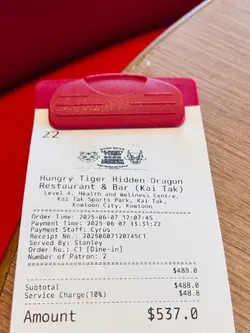 22
Hungry Tiger Hidden Dragon
Restaurant & Bar (Kai Tak)
Level 4, Health and Wellness Centre,
Kai Tak Sports Park, Kai Tak,
Kowloon City, Kowloon
Order Time: 2025-06-07 12:07:45
Payment Time: 2025-06-07 13:31:22
Payment Staff: Cyrus
Receipt No.: 20250607120745C1
Served By: Stanley
Order No.: C1 [Dine-in]
Number of Patron: 2
$488.0
Subtotal $488.0
Service Charge(10%) $48.8
Amount $537.0